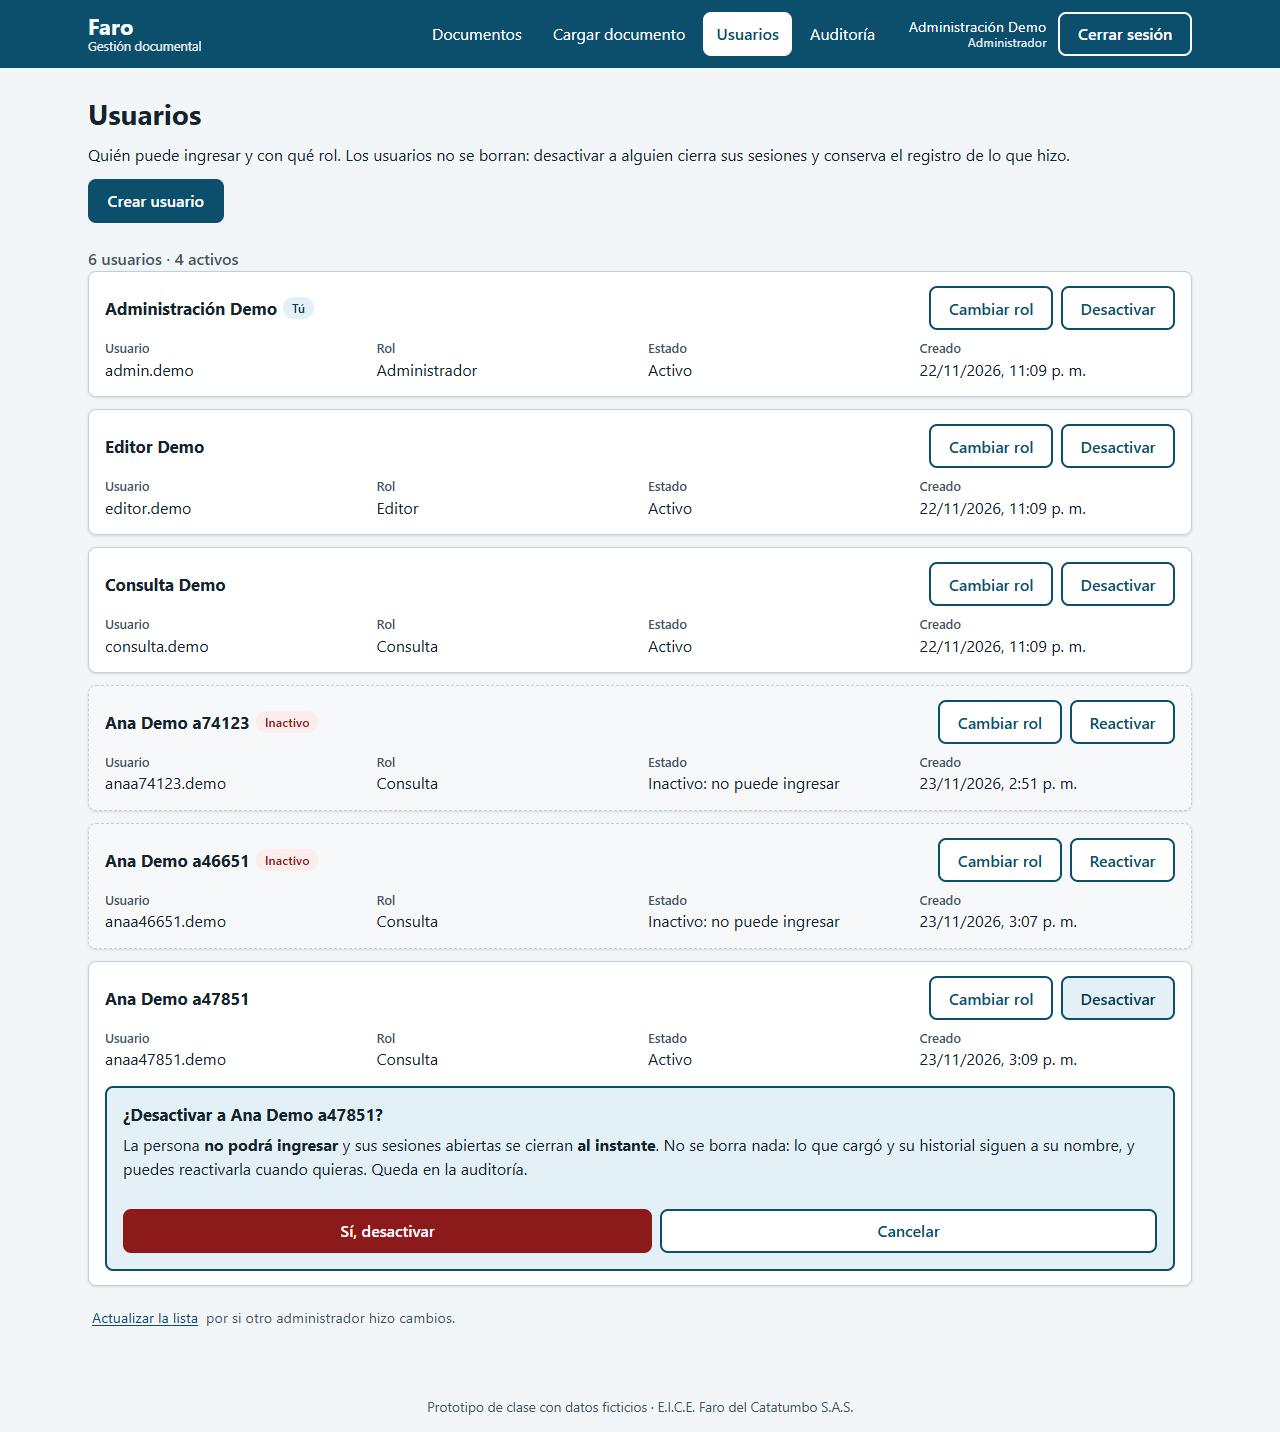 Faro
Gestión documental
Documentos
Cargar documento
Usuarios
Auditoría
Administración Demo
Administrador
Cerrar sesión
Usuarios
Quién puede ingresar y con qué rol. Los usuarios no se borran: desactivar a alguien cierra sus sesiones y conserva el registro de lo que hizo.
Crear usuario
6 usuarios · 4 activos
Administración Demo Tú
Cambiar rol
Desactivar
Usuario
admin.demo
Rol
Administrador
Estado
Activo
Creado
22/11/2026, 11:09 p. m.
Editor Demo
Cambiar rol
Desactivar
Usuario
editor.demo
Rol
Editor
Estado
Activo
Creado
22/11/2026, 11:09 p. m.
Consulta Demo
Cambiar rol
Desactivar
Usuario
consulta.demo
Rol
Consulta
Estado
Activo
Creado
22/11/2026, 11:09 p. m.
Ana Demo a74123 Inactivo
Cambiar rol
Reactivar
Usuario
anaa74123.demo
Rol
Consulta
Estado
Inactivo: no puede ingresar
Creado
23/11/2026, 2:51 p. m.
Ana Demo a46651 Inactivo
Cambiar rol
Reactivar
Usuario
anaa46651.demo
Rol
Consulta
Estado
Inactivo: no puede ingresar
Creado
23/11/2026, 3:07 p. m.
Ana Demo a47851
Cambiar rol
Desactivar
Usuario
anaa47851.demo
Rol
Consulta
Estado
Activo
Creado
23/11/2026, 3:09 p. m.
¿Desactivar a Ana Demo a47851?
La persona no podrá ingresar y sus sesiones abiertas se cierran al instante. No se borra nada: lo que cargó y su historial siguen a su nombre, y
puedes reactivarla cuando quieras. Queda en la auditoría.
Sí, desactivar
Cancelar
Actualizar la lista por si otro administrador hizo cambios.
Prototipo de clase con datos ficticios · E.I.C.E. Faro del Catatumbo S.A.S.